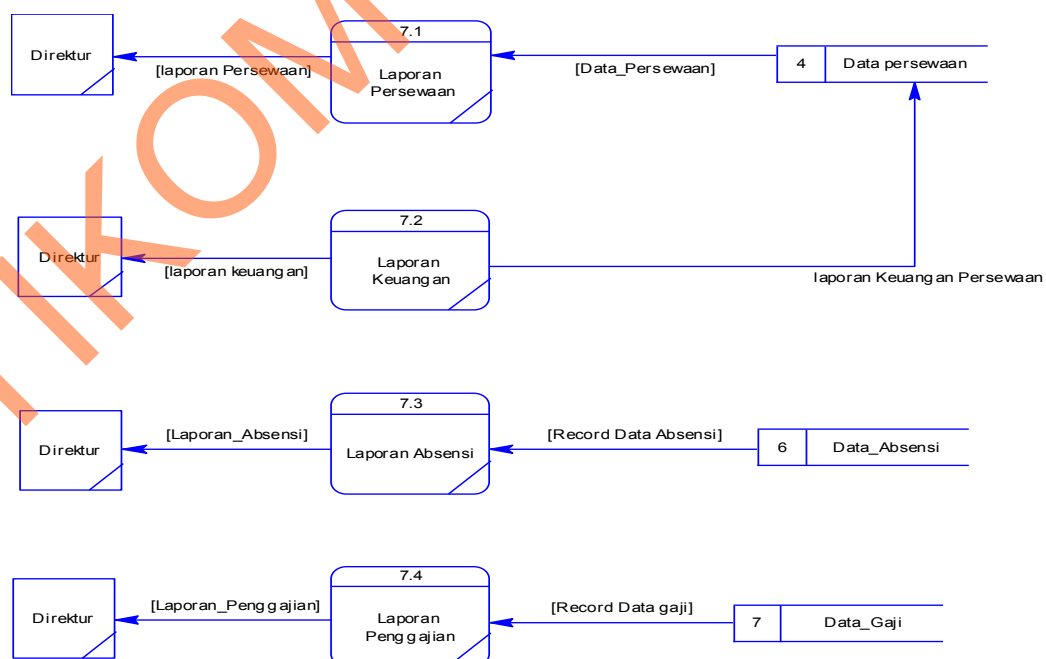 7.1
Direktur
[laporan Persewaan]
Laporan
Persewaan
[Data_Persewaan]
4
Data persewaan
7.2
Direktur
[laporan keuangan]
Laporan
Keuangan
laporan Keuangan Persewaan
7.3
Direktur
[Laporan_Absensi]
Laporan Absensi
[Record Data Absensi]
6
Data_Absensi
7.4
Direktur
[Laporan_Penggajian]
Laporan
Penggajian
[Record Data gaji]
7
Data_Gaji
IKOM